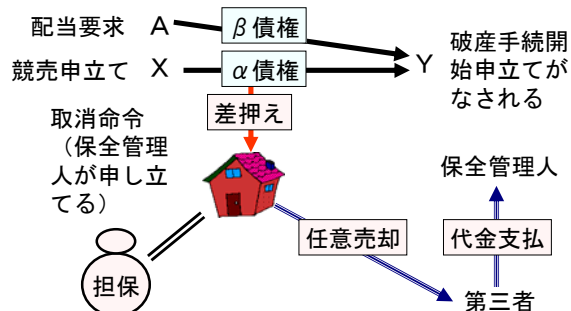 配当要求 A β債権
競売申立て X α債権 Y
破産手続開
始申立てが
なされる
差押え
取消命令
（保全管理
人が申し立
てる）
保全管理人
任意売却
代金支払
担保
第三者